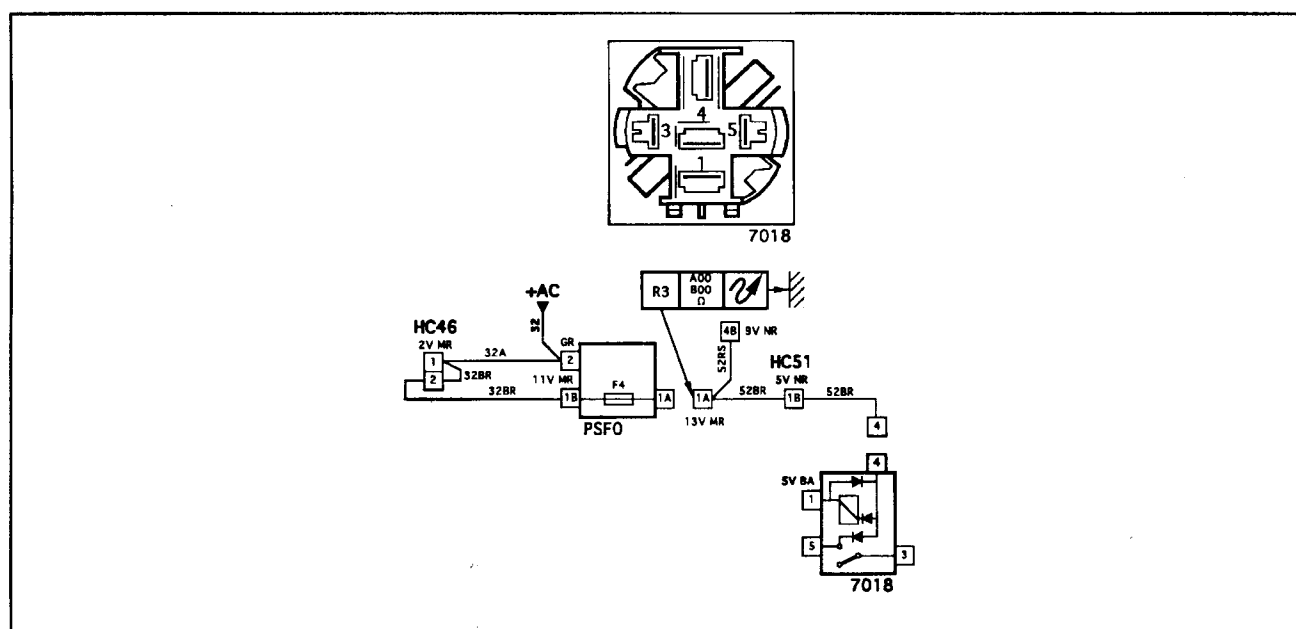 4
3
5
1
7018
R3
A00
B00
Ω
+AC
32
HC46
2V MR
1
2
32A
32BR
32BR
GR
2
11V MR
1B
F4
1A
PSF0
4B
9V NR
52RS
1A
13V MR
52BR
HC51
5V NR
1B
52BR
4
4
5V BA
1
5
3
7018